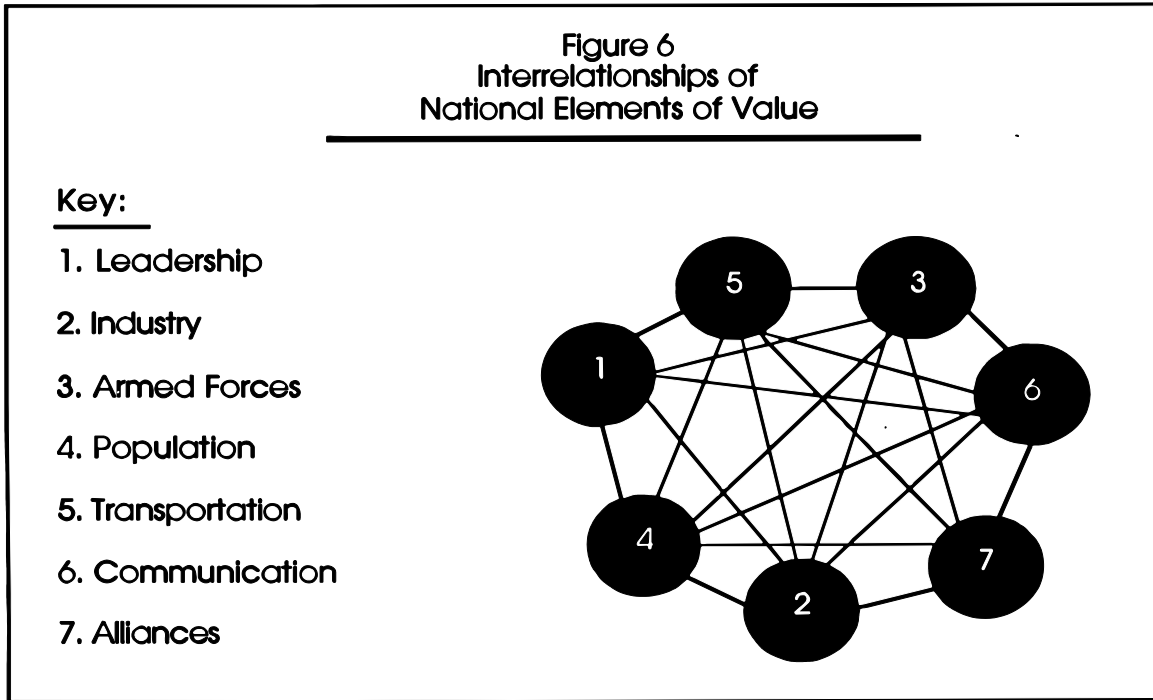 Figure 6
Interrelationships of
National Elements of Value
Key:
1. Leadership
2. Industry
3. Armed Forces
4. Population
5. Transportation
6. Communication
7. Alliances
5
3
1
6
4
7
2